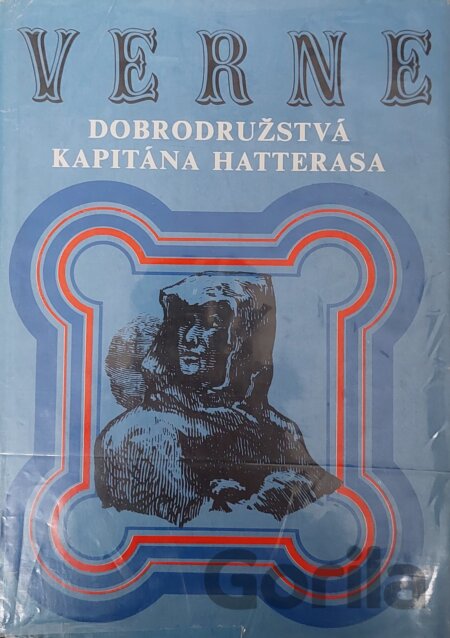 VERNE
DOBRODRUŽSTVÁ
KAPITÁNA HATTERASA
Gorila